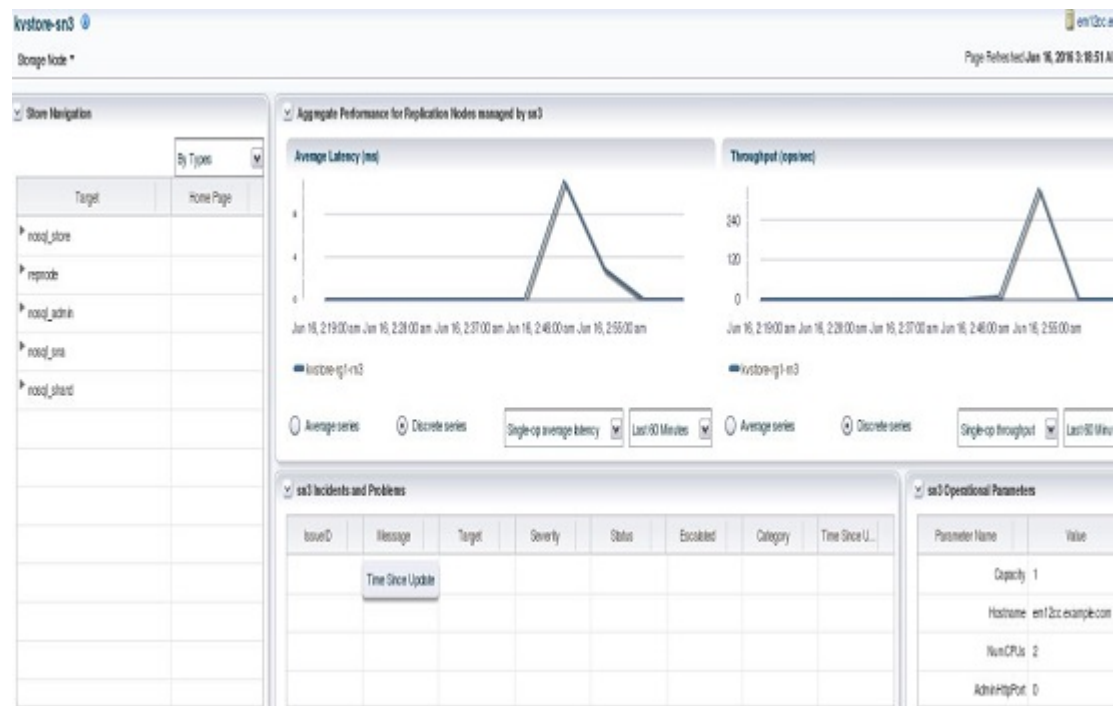 kvstore-sn3
em12cc.e
Storage Node
Page Refreshed Jun 16, 2016 3:18:51 A
Store Navigation
By Types
Target Home Page
nosql_store
repnode
nosql_admin
nosql_sna
nosql_shard
Aggregate Performance for Replication Nodes managed by sn3
Average Latency (ms)
8
4
0
Jun 16, 2:19:00 am Jun 16, 2:28:00 am Jun 16, 2:37:00 am Jun 16, 2:46:00 am Jun 16, 2:55:00 am
kvstore-rg1-rn3
Average series Discrete series Single-op average latency Last 60 Minutes
Throughput (ops/sec)
240
120
0
Jun 16, 2:19:00 am Jun 16, 2:28:00 am Jun 16, 2:37:00 am Jun 16, 2:46:00 am Jun 16, 2:55:00 am
kvstore-rg1-rn3
Average series Discrete series Single-op throughput Last 60 Minu
sn3 Incidents and Problems
IssueID Message Target Severity Status Escalated Category Time Since U...
Time Since Update
sn3 Operational Parameters
Parameter Name Value
Capacity 1
Hostname em12cc.example.com
NumCPUs 2
AdminHttpPort 0